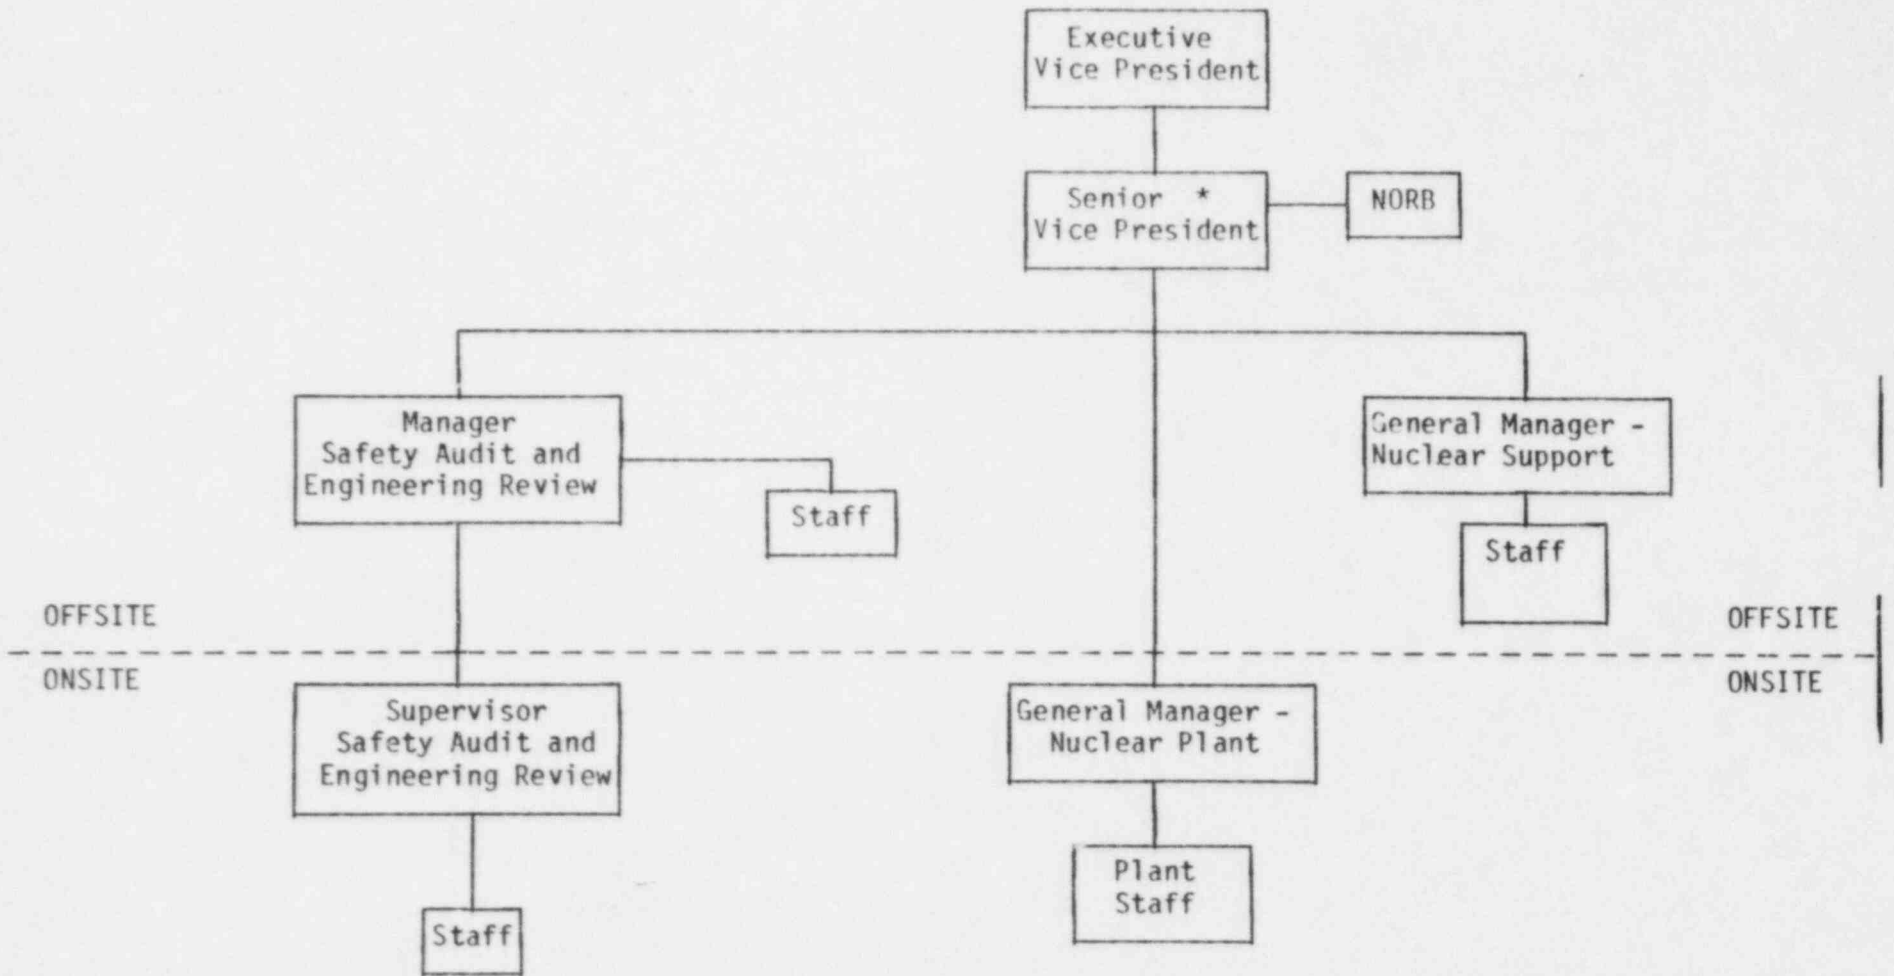 Executive
Vice President
Senior *
Vice President
NORB
Manager
Safety Audit and
Engineering Review
Staff
General Manager -
Nuclear Support
Staff
OFFSITE
OFFSITE
ONSITE
ONSITE
Supervisor
Safety Audit and
Engineering Review
Staff
General Manager -
Nuclear Plant
Plant
Staff